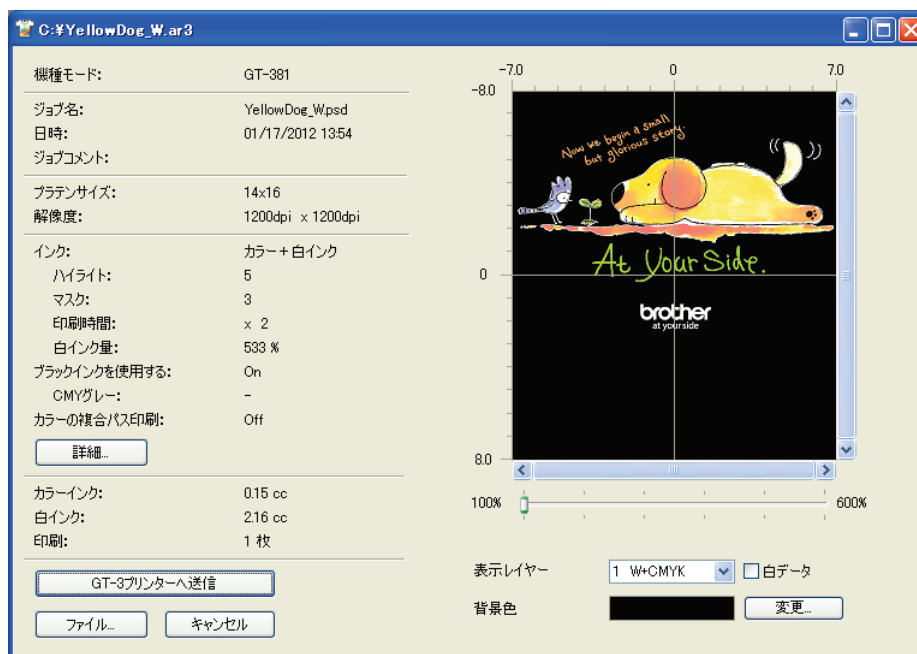 C:¥YellowDog_W.ar3
機種モード: GT-381
ジョブ名: YellowDog_W.psd
日時: 01/17/2012 13:54
ジョブコメント:
プラテンサイズ: 14x16
解像度: 1200dpi x 1200dpi
インク: カラー+白インク
ハイライト: 5
マスク: 3
印刷時間: x 2
白インク量: 533 %
ブラックインクを使用する: On
CMYグレー: -
カラーの複合パス印刷: Off
詳細...
カラーインク: 0.15 cc
白インク: 2.16 cc
印刷: 1 枚
GT-3プリンターへ送信
ファイル... キャンセル
-7.0 0 7.0
-8.0
Now we begin a small
but glorious story.
At your Side.
0
brother
at your side
8.0
100% 600%
表示レイヤー 1 W+CMYK 白データ
背景色 変更...